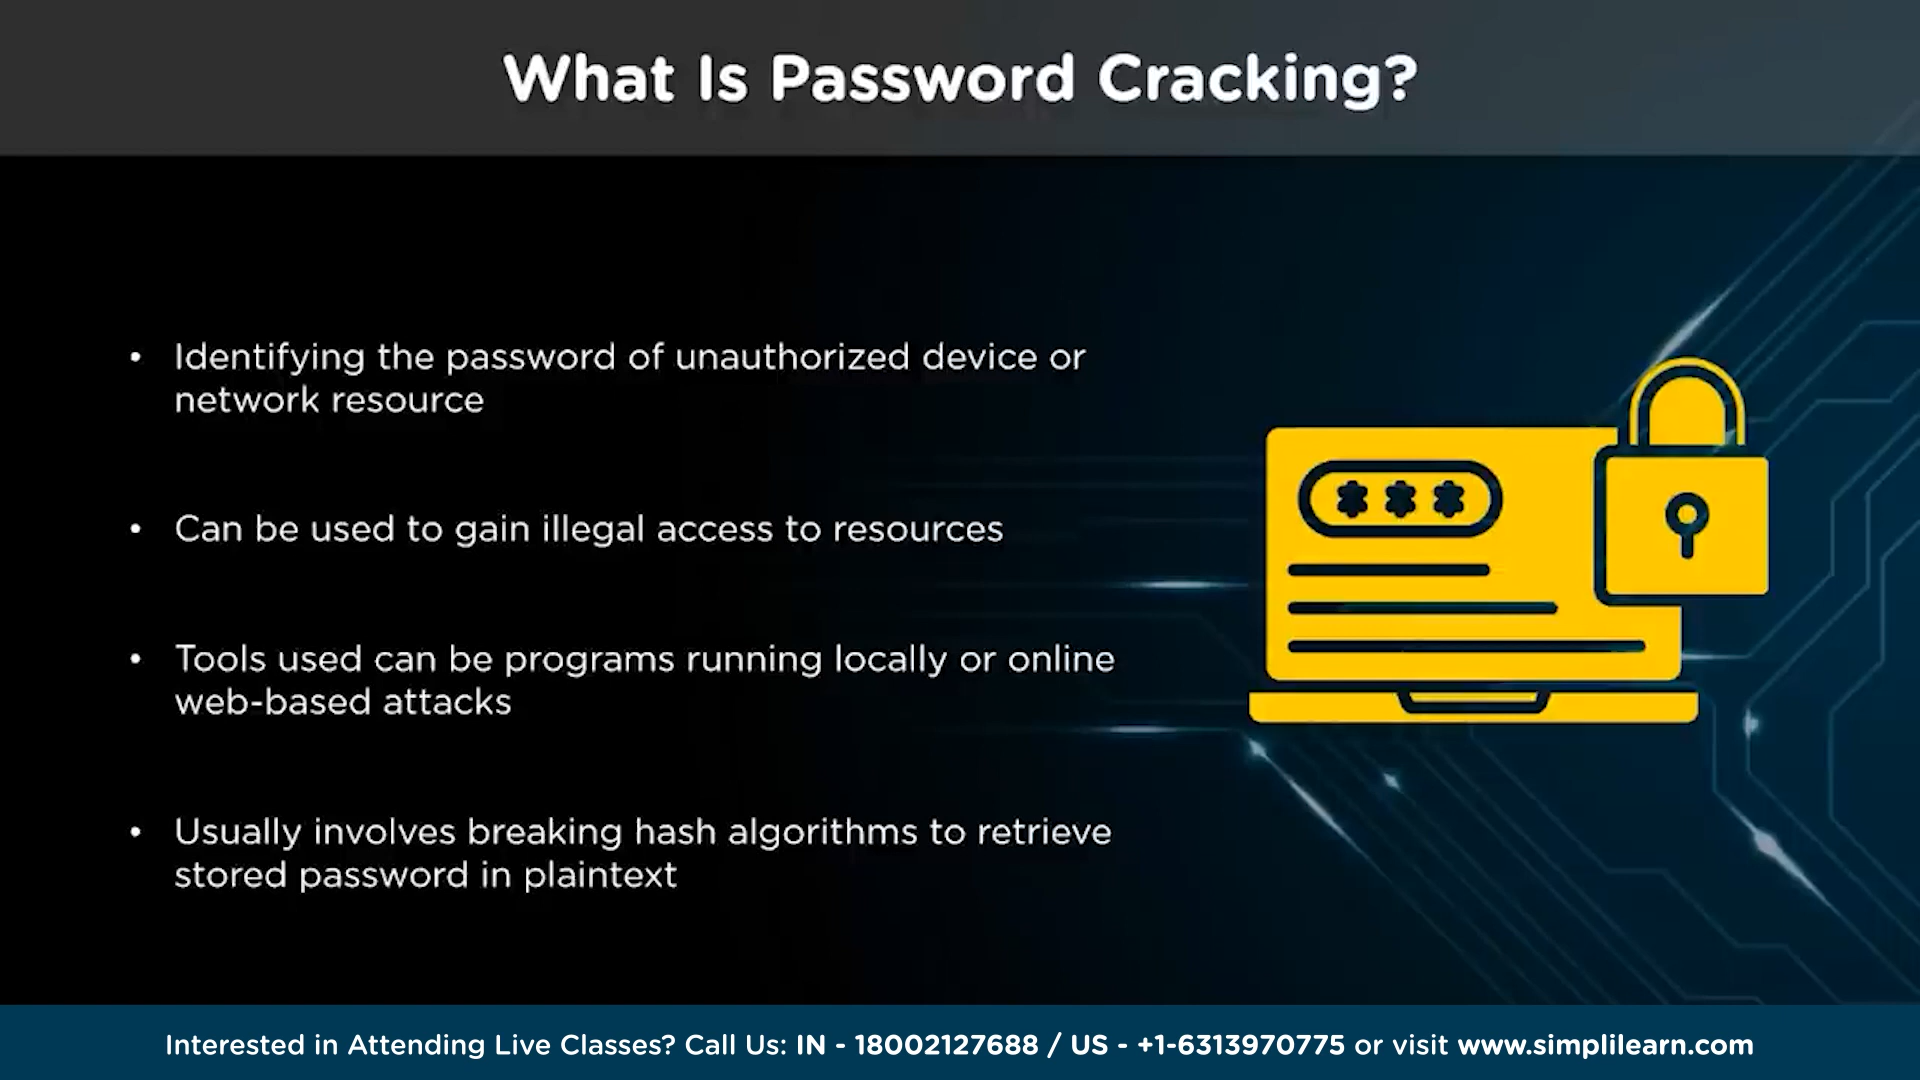 What Is Password Cracking?
• Identifying the password of unauthorized device or
network resource
• Can be used to gain illegal access to resources
• Tools used can be programs running locally or online
web-based attacks
• Usually involves breaking hash algorithms to retrieve
stored password in plaintext
Interested in Attending Live Classes? Call Us: IN - 18002127688 / US - +1-6313970775 or visit www.simplilearn.com